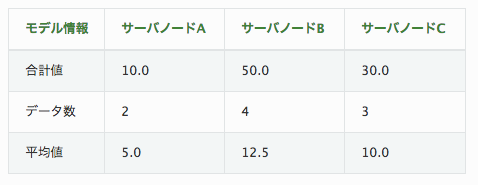 モデル情報 サーバノードA サーバノードB サーバノードC
合計値 10.0 50.0 30.0
データ数 2 4 3
平均値 5.0 12.5 10.0